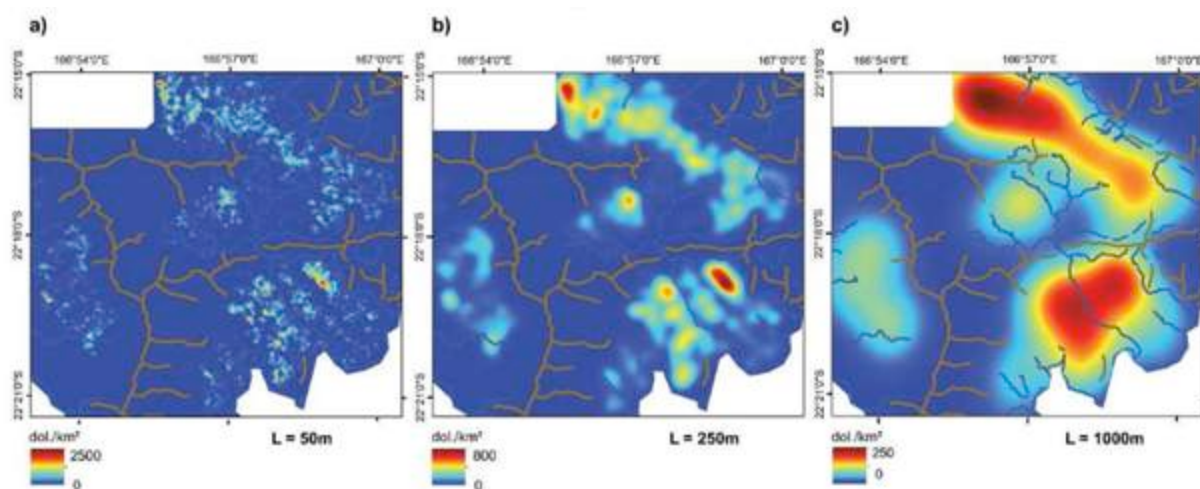 a)
b)
c)
166°54'0"E 166°57'0"E 167°0'0"E
166°54'0"E 166°57'0"E 167°0'0"E
166°54'0"E 166°57'0"E 167°0'0"E
22°15'0"S
22°18'0"S
22°21'0"S
22°15'0"S
22°18'0"S
22°21'0"S
22°15'0"S
22°18'0"S
22°21'0"S
dol./km²
2500
0
L = 50m
dol./km²
800
0
L = 250m
dol./km²
250
0
L = 1000m